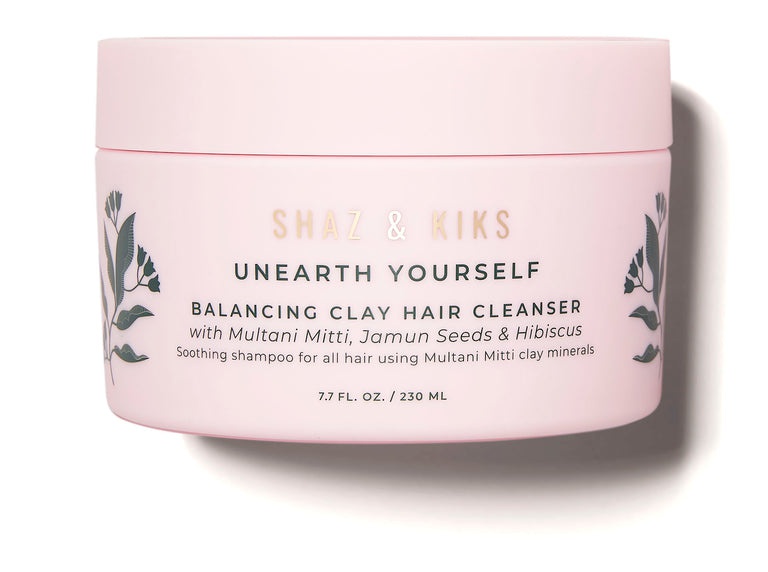 SHAZ & KIKS
UNEARTH YOURSELF
BALANCING CLAY HAIR CLEANSER
with Multani Mitti, Jamun Seeds & Hibiscus
Soothing shampoo for all hair using Multani Mitti clay minerals
7.7 FL. OZ. / 230 ML